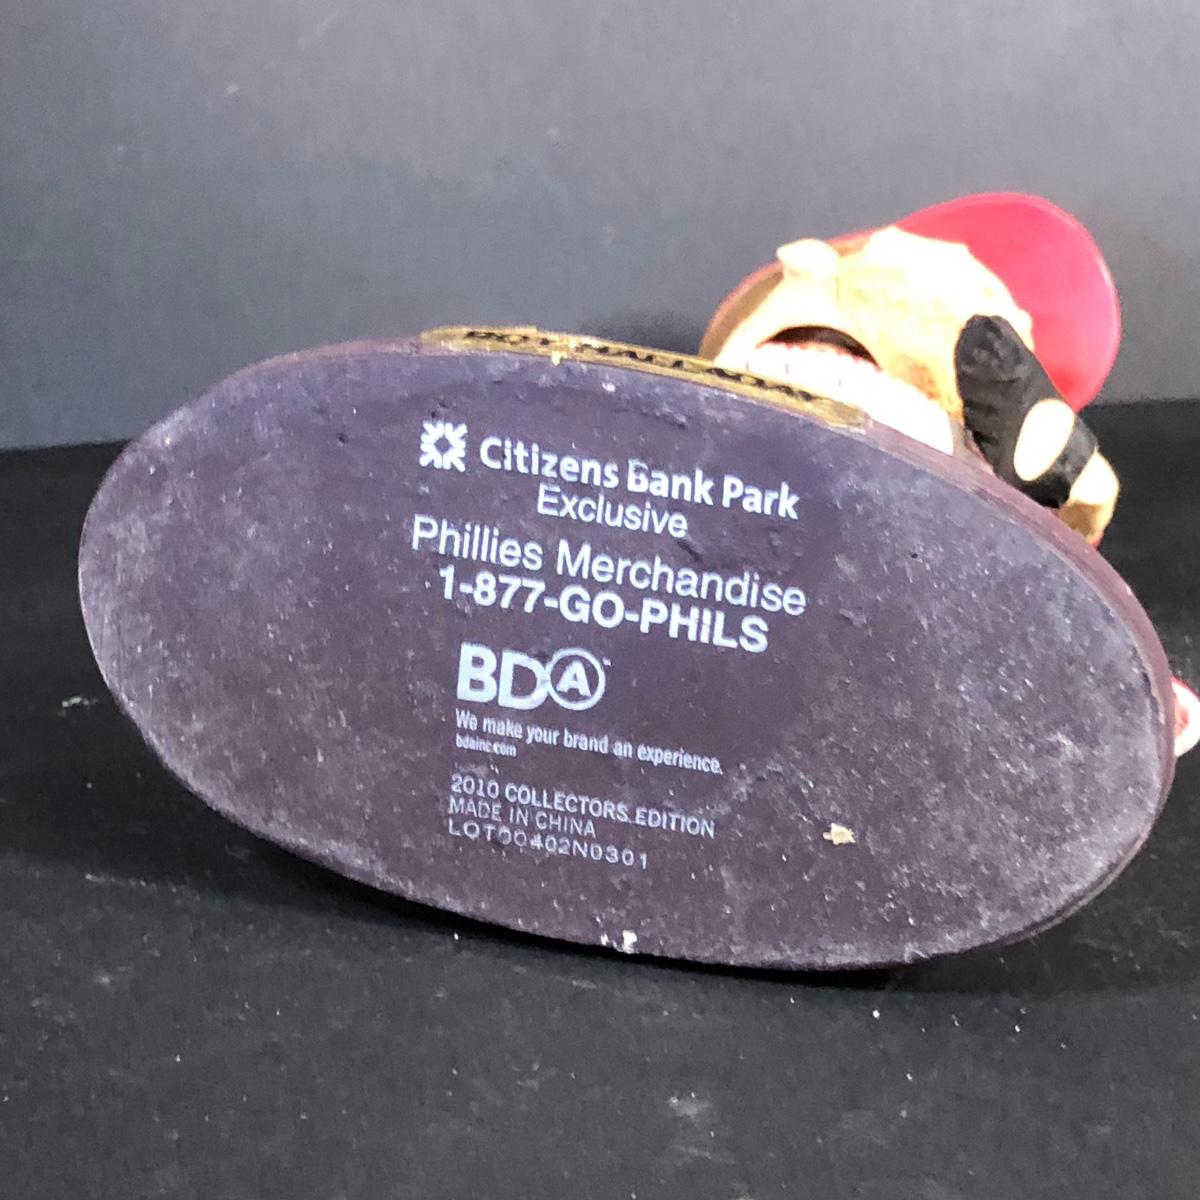 Citizens Bank Park
Exclusive
Phillies Merchandise
1-877-GO-PHILS
BDA™
We make your brand an experience.
bdainc.com
2010 COLLECTORS EDITION
MADE IN CHINA
LOT00402N0301